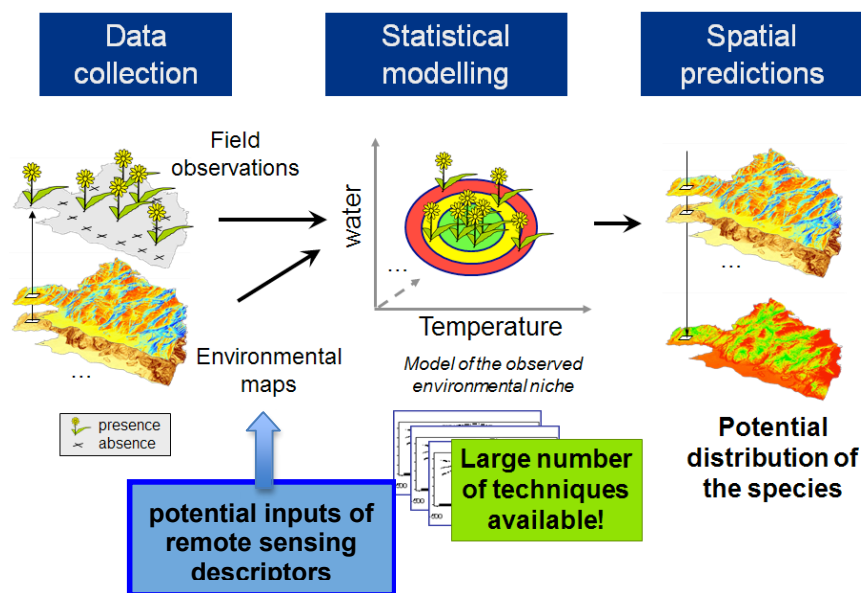 Data
collection
Statistical
modelling
Spatial
predictions
Field
observations
water
...
Temperature
Environmental
maps
...
presence
absence
Model of the observed
environmental niche
Large number
of techniques
available!
...
Potential
distribution of
the species
potential inputs of
remote sensing
descriptors